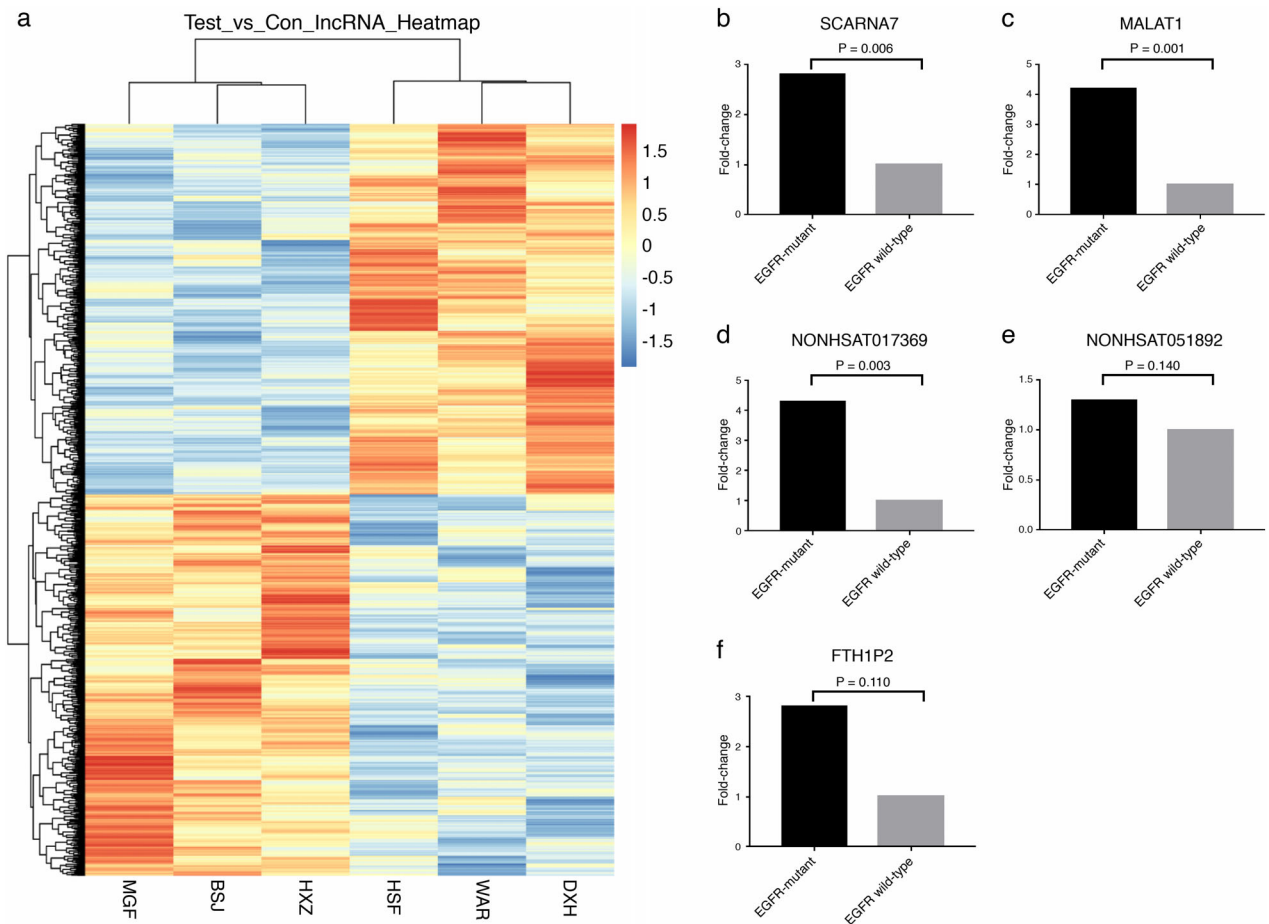 a
Test_vs_Con_lncRNA_Heatmap
1.5
1
0.5
0
-0.5
-1
-1.5
MGF
BSJ
HXZ
HSF
WAR
DXH
b
SCARNA7
P = 0.006
Fold-change
3
2
1
0
EGFR-mutant
EGFR wild-type
c
MALAT1
P = 0.001
Fold-change
5
4
3
2
1
0
EGFR-mutant
EGFR wild-type
d
NONHSAT017369
P = 0.003
Fold-change
5
4
3
2
1
0
EGFR-mutant
EGFR wild-type
e
NONHSAT051892
P = 0.140
Fold-change
1.5
1.0
0.5
0.0
EGFR-mutant
EGFR wild-type
f
FTH1P2
P = 0.110
Fold-change
3
2
1
0
EGFR-mutant
EGFR wild-type